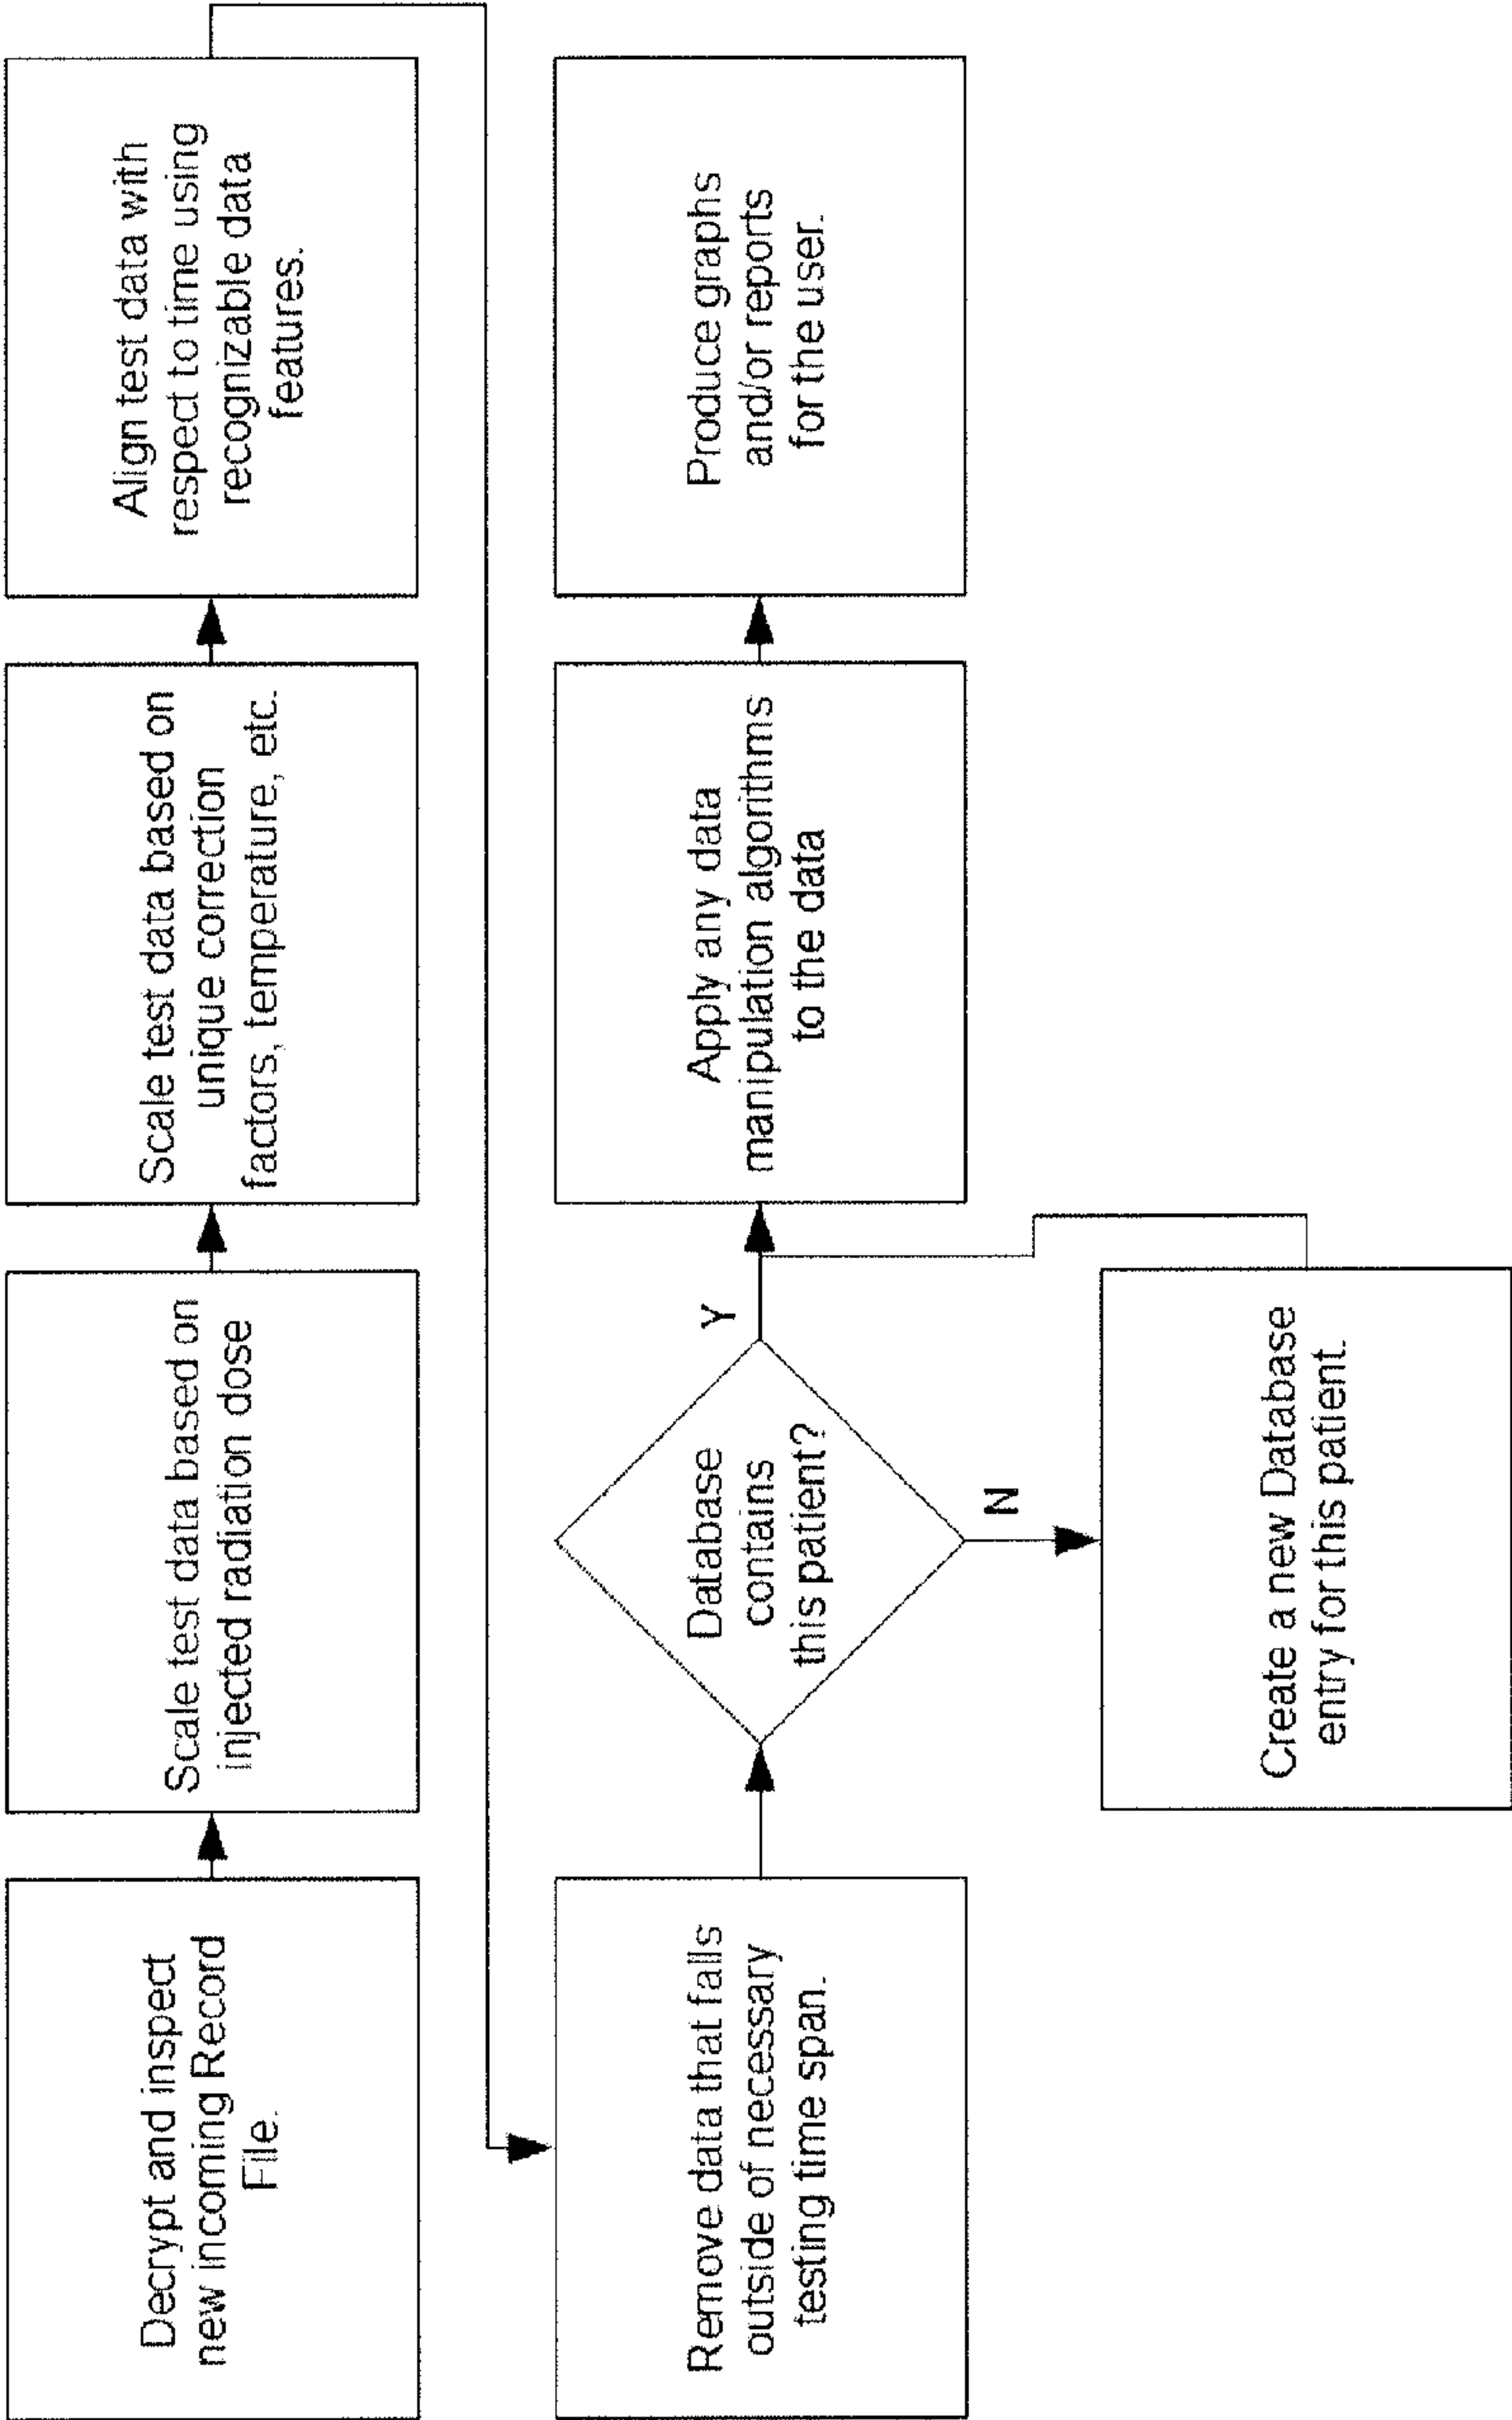 Decrypt and inspect
new incoming Record
File.
Scale test data based on
injected radiation dose
Scale test data based on
unique correction
factors, temperature, etc.
Align test data with
respect to time using
recognizable data
features.
Remove data that falls
outside of necessary
testing time span.
Database
contains
this patient?
Y
N
Create a new Database
entry for this patient.
Apply any data
manipulation algorithms
to the data
Produce graphs
and/or reports
for the user.